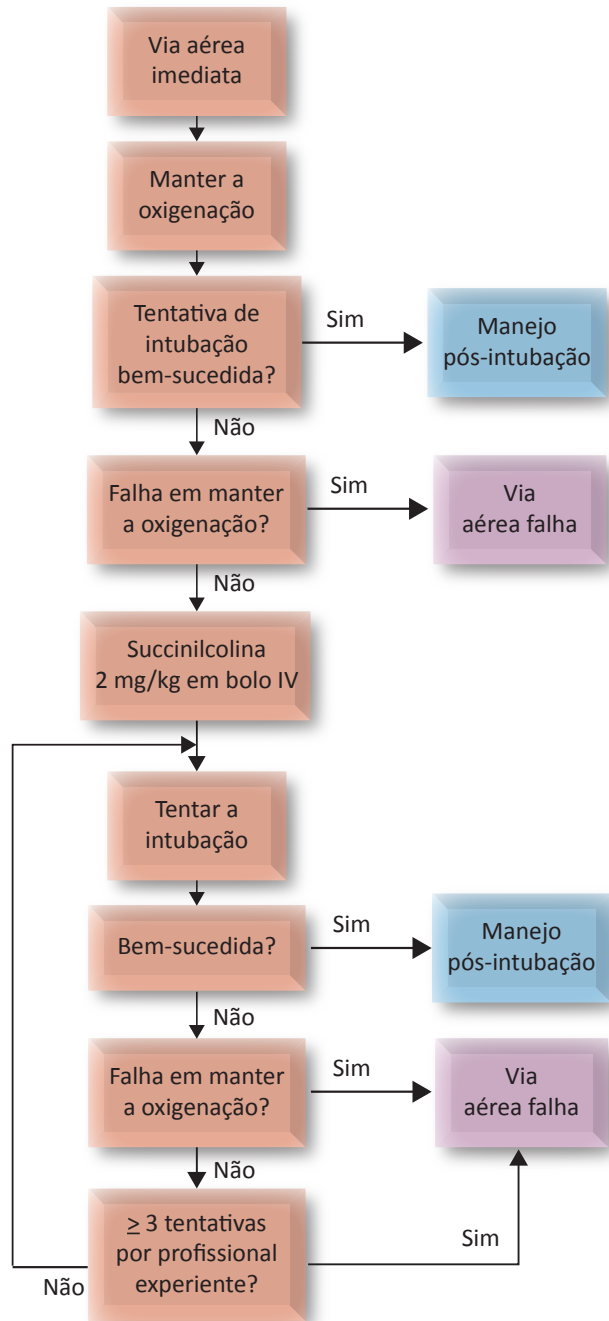 Via aérea
imediata
Manter a
oxigenação
Tentativa de
intubação
bem-sucedida?
Sim
Manejo
pós-intubação
Não
Falha em manter
a oxigenação?
Sim
Via
aérea falha
Não
Succinilcolina
2 mg/kg em bolo IV
Tentar a
intubação
Bem-sucedida?
Sim
Manejo
pós-intubação
Não
Falha em manter
a oxigenação?
Sim
Via
aérea falha
Não
≥ 3 tentativas
por profissional
experiente?
Sim
Não